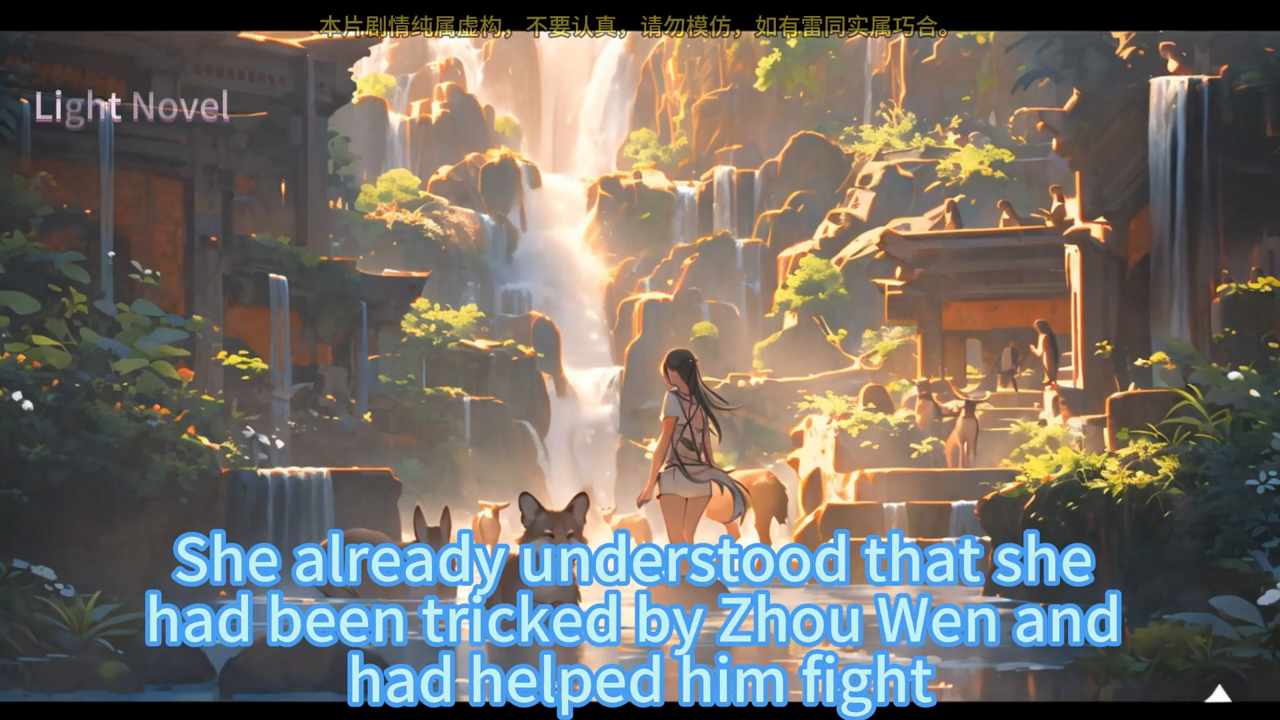 本片剧情纯属虚构，不要认真，请勿模仿，如有雷同实属巧合。
Light Novel
She already understood that she
had been tricked by Zhou Wen and
had helped him fight